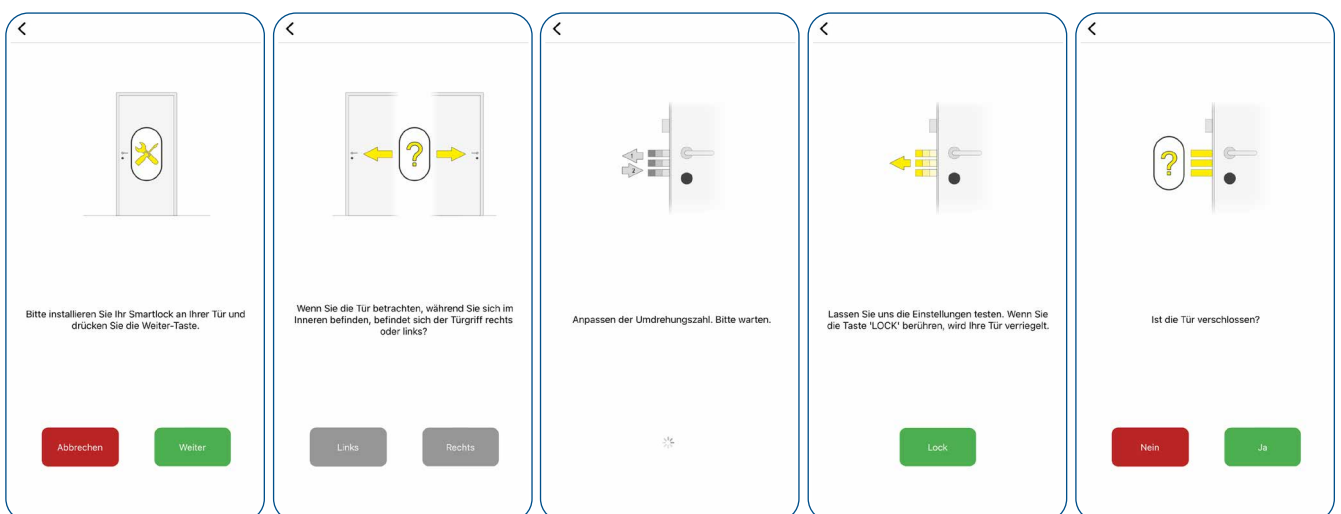 Bitte installieren Sie Ihr Smartlock an Ihrer Tür und
drücken Sie die Weiter-Taste.
Abbrechen
Weiter
?
Wenn Sie die Tür betrachten, während Sie sich im
Inneren befinden, befindet sich der Türgriff rechts
oder links?
Links
Rechts
1
2
Anpassen der Umdrehungszahl. Bitte warten.
Lassen Sie uns die Einstellungen testen. Wenn Sie
die Taste 'LOCK' berühren, wird Ihre Tür verriegelt.
Lock
?
Ist die Tür verschlossen?
Nein
Ja